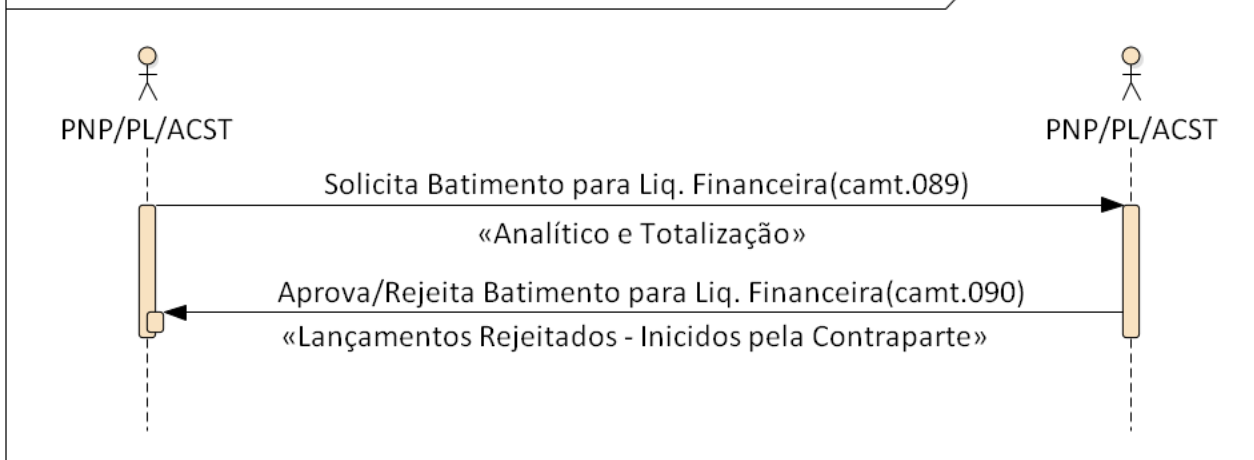 PNP/PL/ACST
PNP/PL/ACST
Solicita Batimento para Liq. Financeira(camt.089)
«Analítico e Totalização»
Aprova/Rejeita Batimento para Liq. Financeira(camt.090)
«Lançamentos Rejeitados - Inicidos pela Contraparte»